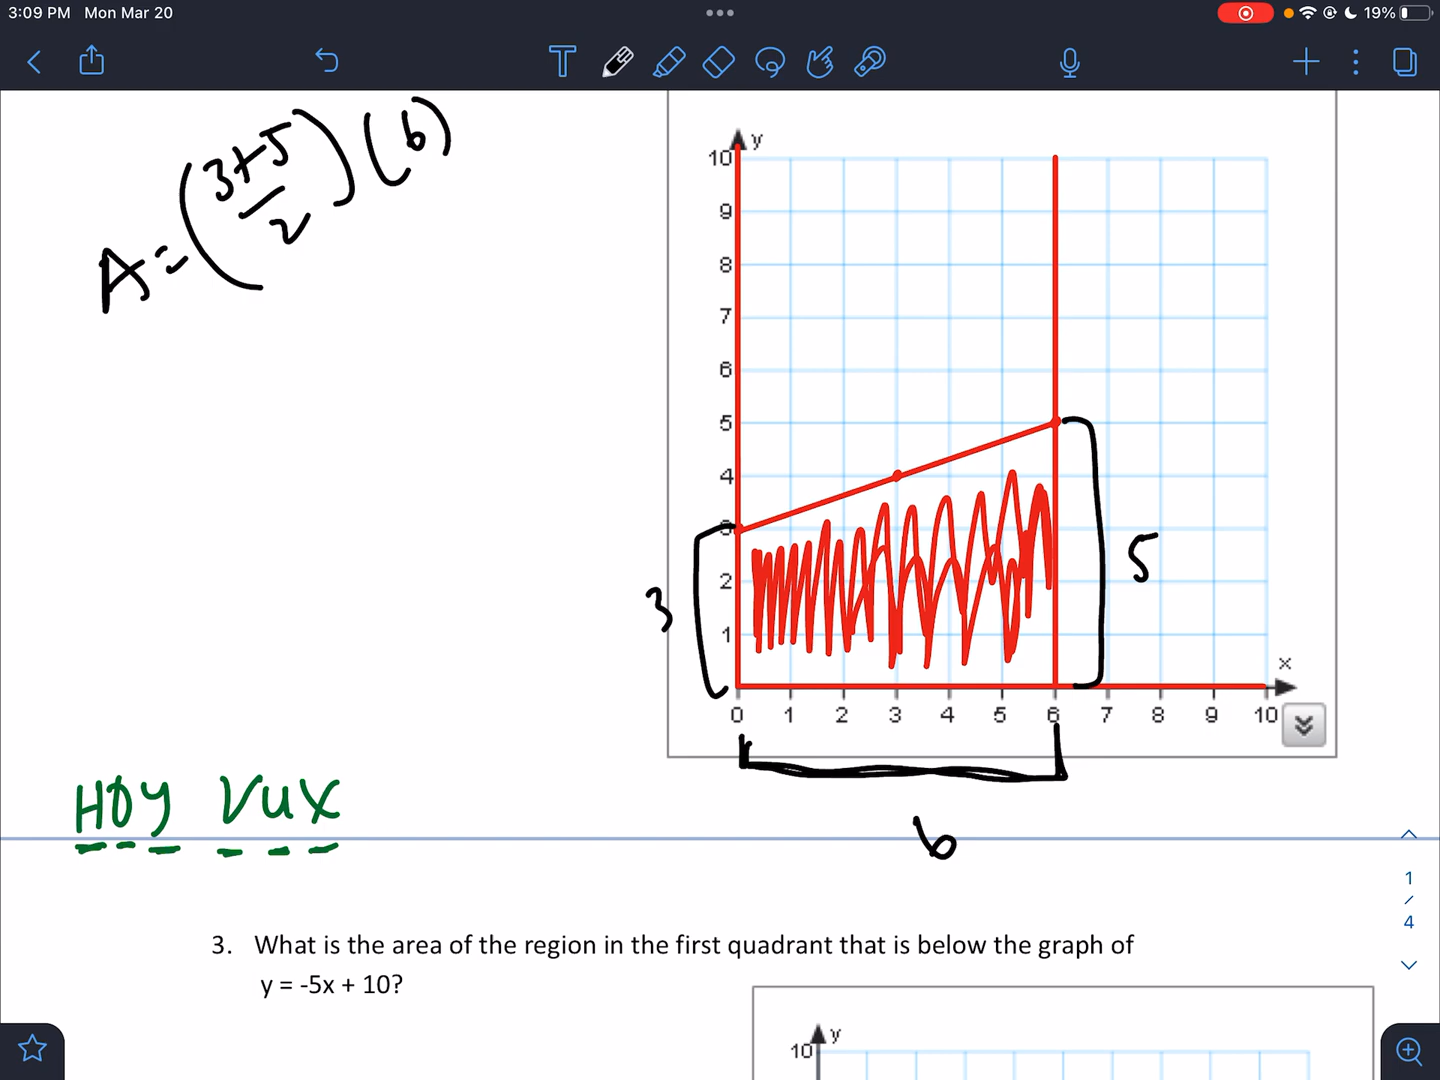 3:09 PM Mon Mar 20
19%
A = (3+5/2)(6)
y
10
9
8
7
6
5
4
3
2
1
x
0 1 2 3 4 5 6 7 8 9 10
3
5
6
HOY VUX
1
/
4
3. What is the area of the region in the first quadrant that is below the graph of
y = -5x + 10?
y
10